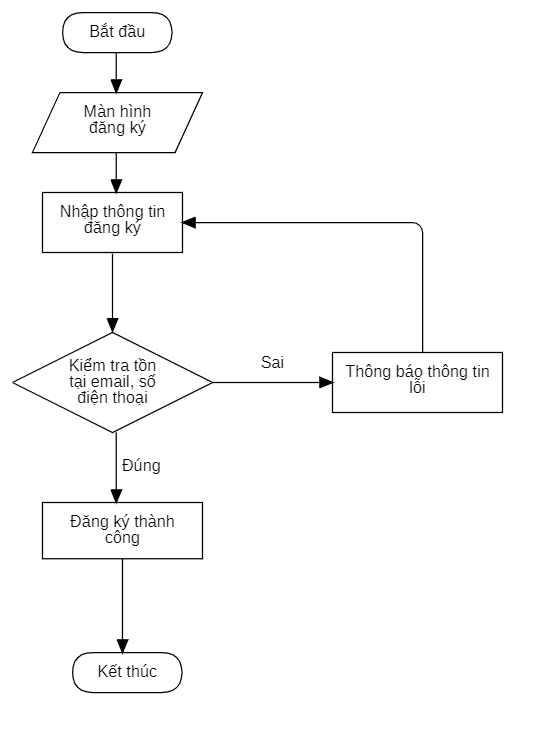 Bắt đầu
Màn hình
đăng ký
Nhập thông tin
đăng ký
Kiểm tra tồn
tại email, số
điện thoại
Sai
Thông báo thông tin
lỗi
Đúng
Đăng ký thành
công
Kết thúc